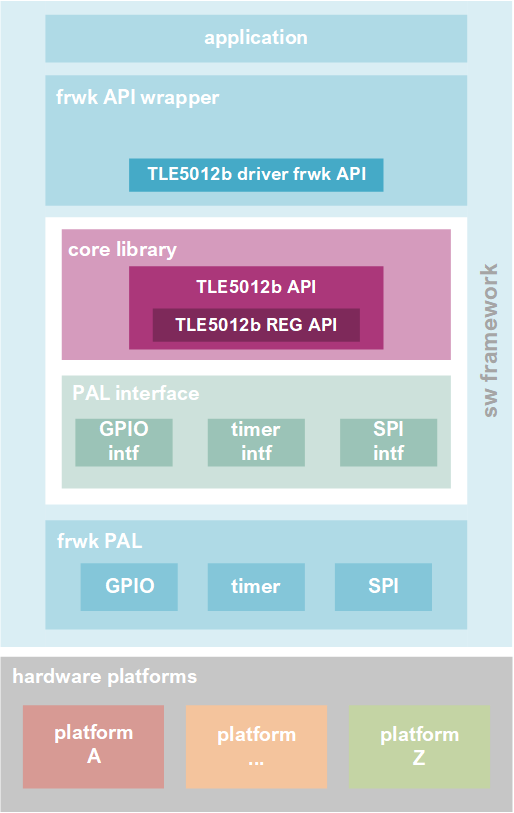 application
frwk API wrapper
TLE5012b driver frwk API
core library
TLE5012b API
TLE5012b REG API
PAL interface
GPIO
intf
timer
intf
SPI
intf
sw framework
frwk PAL
GPIO
timer
SPI
hardware platforms
platform
A
platform
...
platform
Z